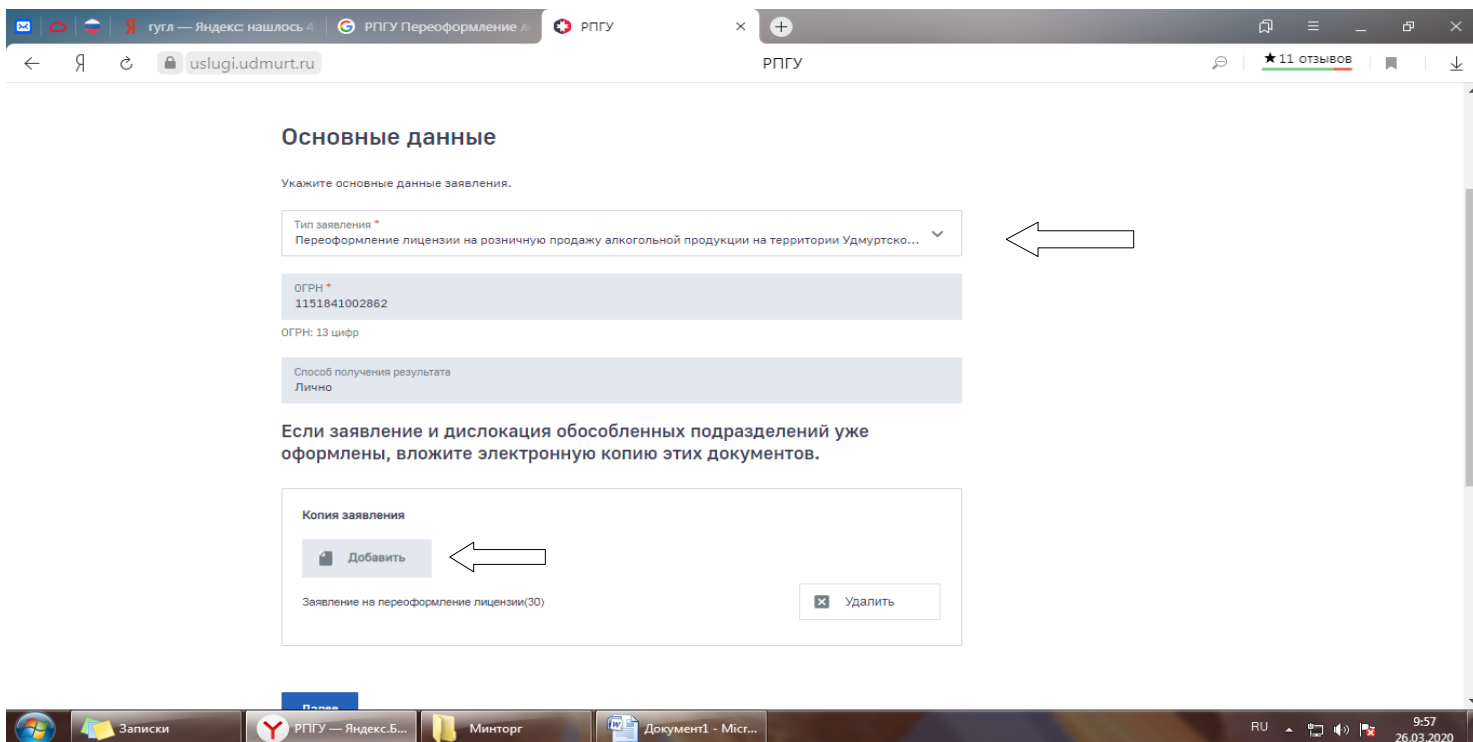 гугл — Яндекс: нашлось 4
РПГУ Переоформление л
РПГУ
uslugi.udmurt.ru
РПГУ
★11 отзывов
Основные данные
Укажите основные данные заявления.
Тип заявления *
Переоформление лицензии на розничную продажу алкогольной продукции на территории Удмуртско...
ОГРН *
1151841002862
ОГРН: 13 цифр
Способ получения результата
Лично
Если заявление и дислокация обособленных подразделений уже
оформлены, вложите электронную копию этих документов.
Копия заявления
Добавить
Заявление на переоформление лицензии(30)
Удалить
Далее
Записки
РПГУ — Яндекс.Б...
Минторг
Документ1 - Micr...
RU
9:57
26.03.2020